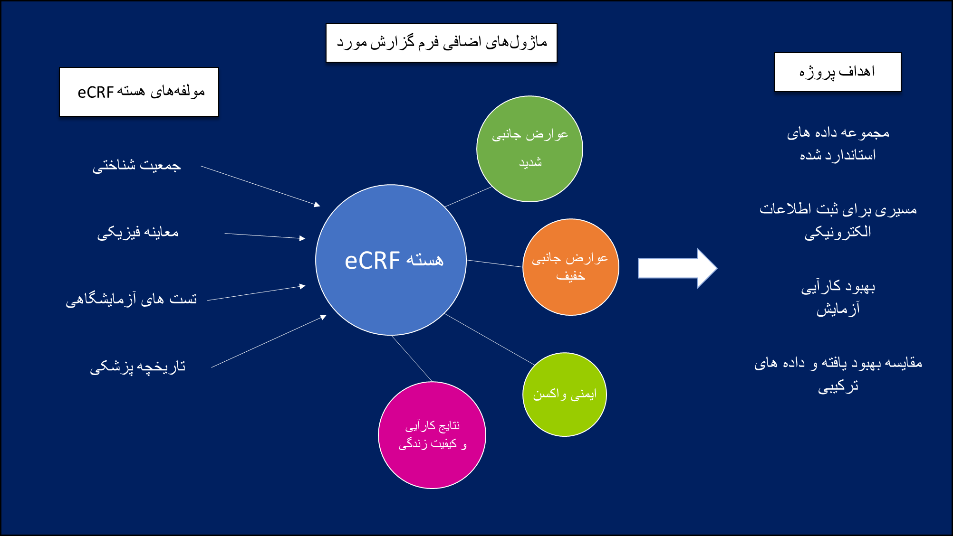 ماژول‌های اضافی فرم گزارش مورد
اهداف پروژه
مولفه‌های هسته eCRF
مجموعه داده های
استاندارد شده
مسیری برای ثبت اطلاعات
الکترونیکی
بهبود کارآیی
آزمایش
مقایسه بهبود یافته و داده های
ترکیبی
عوارض جانبی
شدید
عوارض جانبی
خفیف
ایمنی واکسن
نتایج کارآیی
و کیفیت زندگی
هسته eCRF
جمعیت شناختی
معاینه فیزیکی
تست های آزمایشگاهی
تاریخچه پزشکی